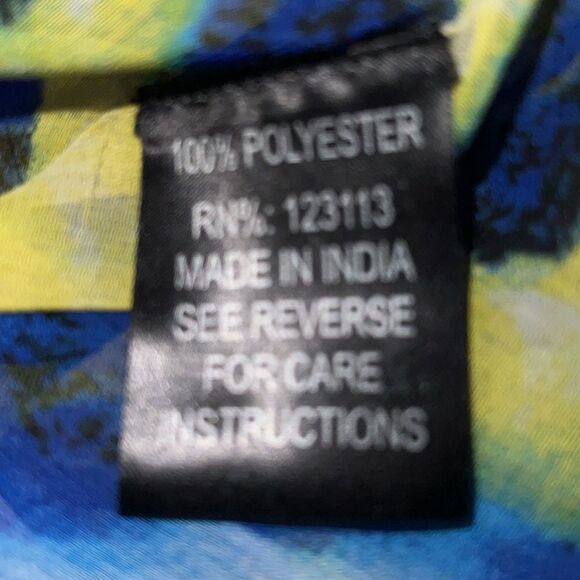 100% POLYESTER
RN%: 123113
MADE IN INDIA
SEE REVERSE
FOR CARE
INSTRUCTIONS